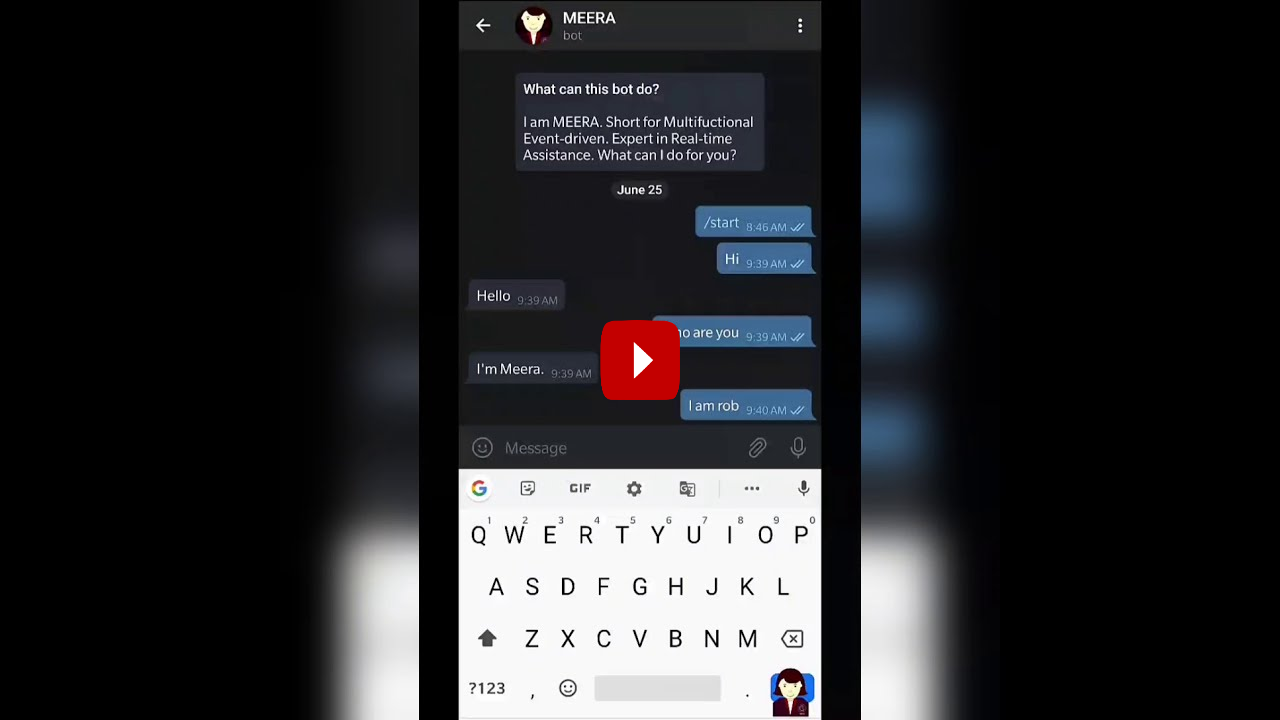 MEERA
bot
What can this bot do?
I am MEERA. Short for Multifuctional
Event-driven. Expert in Real-time
Assistance. What can I do for you?
June 25
/start 8:46 AM
Hi 9:39 AM
Hello 9:39 AM
are you 9:39 AM
I'm Meera. 9:39 AM
I am rob 9:40 AM
Message
GIF
1 2 3 4 5 6 7 8 9 0
Q W E R T Y U I O P
A S D F G H J K L
Z X C V B N M
?123 , .